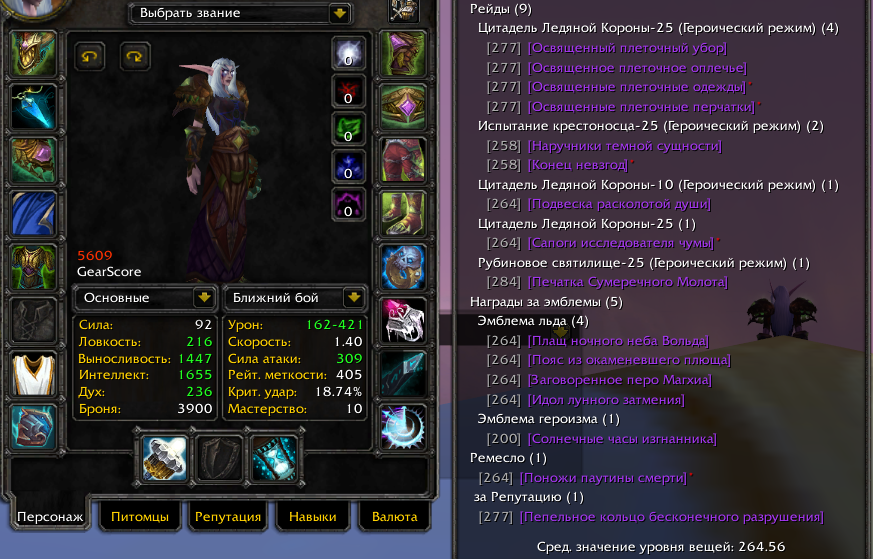 Выбрать звание
0
0
0
0
0
5609
GearScore
Основные
Ближний бой
Сила: 92
Ловкость: 216
Выносливость: 1447
Интеллект: 1655
Дух: 236
Броня: 3900
Урон: 162-421
Скорость: 1.40
Сила атаки: 309
Рейт. меткости: 405
Крит. удар: 18.74%
Мастерство: 10
Персонаж
Питомцы
Репутация
Навыки
Валюта
Рейды (9)
Цитадель Ледяной Короны-25 (Героический режим) (4)
[277] [Освященный плеточный убор]
[277] [Освященное плеточное оплечье]
[277] [Освященные плеточные одежды]*
[277] [Освященные плеточные перчатки]*
Испытание крестоносца-25 (Героический режим) (2)
[258] [Наручники темной сущности]
[258] [Конец невзгод]*
Цитадель Ледяной Короны-10 (Героический режим) (1)
[264] [Подвеска расколотой души]
Цитадель Ледяной Короны-25 (1)
[264] [Сапоги исследователя чумы]*
Рубиновое святилище-25 (Героический режим) (1)
[284] [Печатка Сумеречного Молота]
Награды за эмблемы (5)
Эмблема льда (4)
[264] [Плащ ночного неба Вольда]
[264] [Пояс из окаменевшего плюща]
[264] [Заговоренное перо Магхиа]
[264] [Идол лунного затмения]
Эмблема героизма (1)
[200] [Солнечные часы изгнанника]
Ремесло (1)
[264] [Поножи паутины смерти]*
за Репутацию (1)
[277] [Пепельное кольцо бесконечного разрушения]
Сред. значение уровня вещей: 264.56